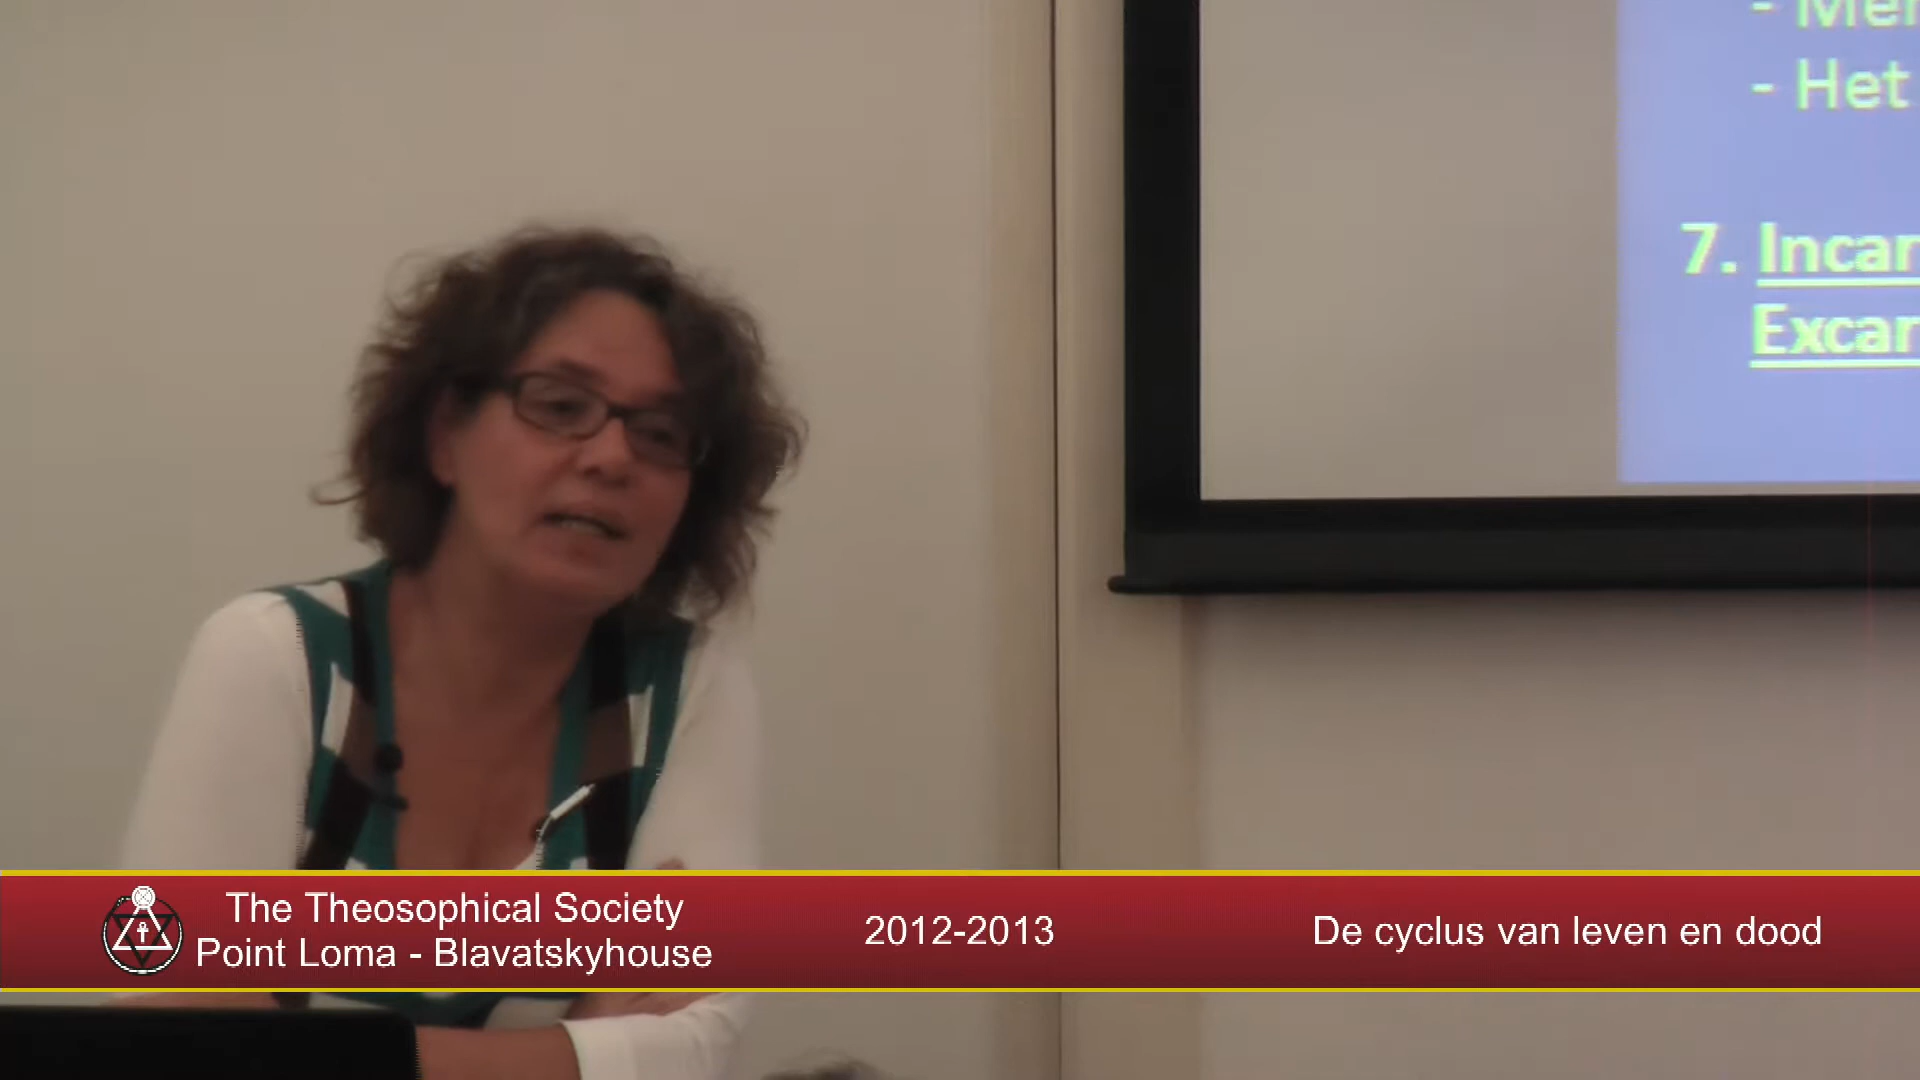 - Het
7.
The Theosophical Society
Point Loma - Blavatskyhouse
2012-2013
De cyclus van leven en dood